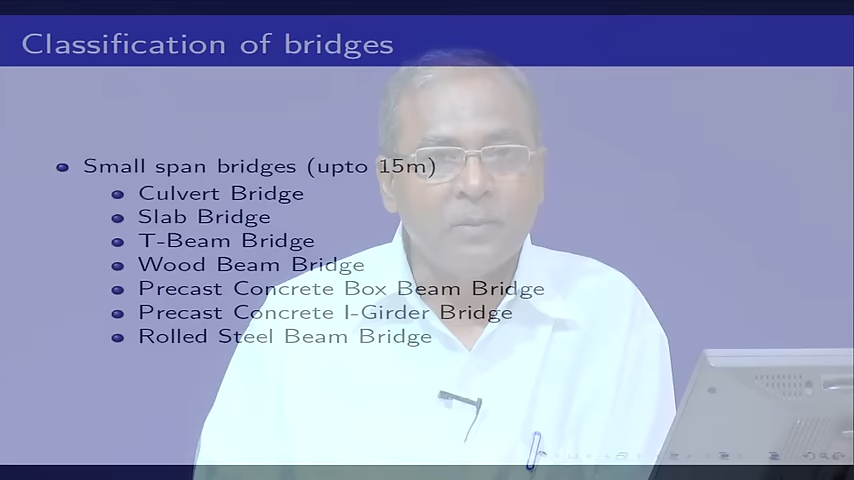 Classification of bridges
Small span bridges (upto 15m)
Culvert Bridge
Slab Bridge
T-Beam Bridge
Wood Beam Bridge
Precast Concrete Box Beam Bridge
Precast Concrete I-Girder Bridge
Rolled Steel Beam Bridge